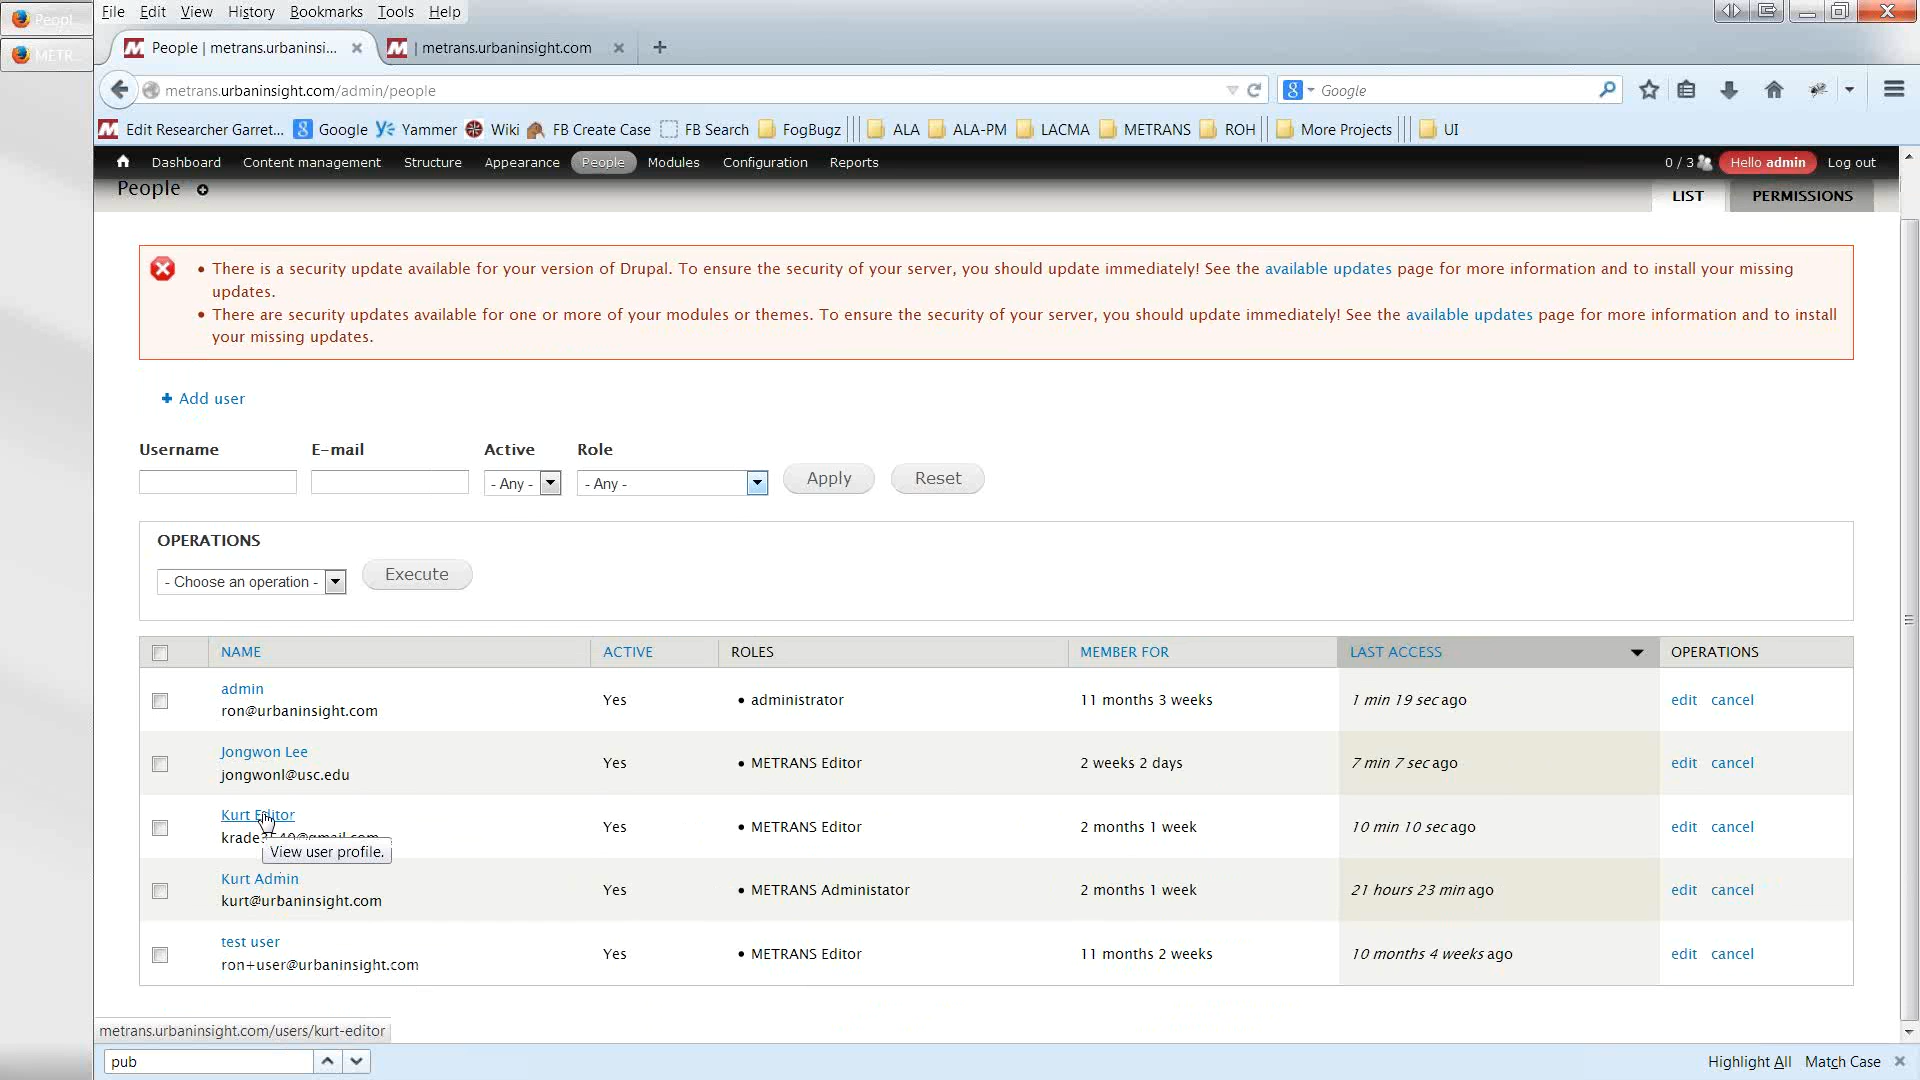 Peopl
METR
File Edit View History Bookmarks Tools Help
People | metrans.urbaninsi...
| metrans.urbaninsight.com
metrans.urbaninsight.com/admin/people
Google
Edit Researcher Garret... Google Yammer Wiki FB Create Case FB Search FogBugz ALA ALA-PM LACMA METRANS ROH More Projects UI
Dashboard Content management Structure Appearance People Modules Configuration Reports 0 / 3 Hello admin Log out
People
LIST PERMISSIONS
• There is a security update available for your version of Drupal. To ensure the security of your server, you should update immediately! See the available updates page for more information and to install your missing
updates.
• There are security updates available for one or more of your modules or themes. To ensure the security of your server, you should update immediately! See the available updates page for more information and to install
your missing updates.
+ Add user
Username E-mail Active Role
- Any - - Any - Apply Reset
OPERATIONS
- Choose an operation - Execute
NAME ACTIVE ROLES MEMBER FOR LAST ACCESS OPERATIONS
admin
ron@urbaninsight.com
Yes • administrator 11 months 3 weeks 1 min 19 sec ago edit cancel
Jongwon Lee
jongwonl@usc.edu
Yes • METRANS Editor 2 weeks 2 days 7 min 7 sec ago edit cancel
Kurt Editor
Yes • METRANS Editor 2 months 1 week 10 min 10 sec ago edit cancel
View user profile.
Kurt Admin
kurt@urbaninsight.com
Yes • METRANS Administator 2 months 1 week 21 hours 23 min ago edit cancel
test user
ron+user@urbaninsight.com
Yes • METRANS Editor 11 months 2 weeks 10 months 4 weeks ago edit cancel
metrans.urbaninsight.com/users/kurt-editor
pub Highlight All Match Case